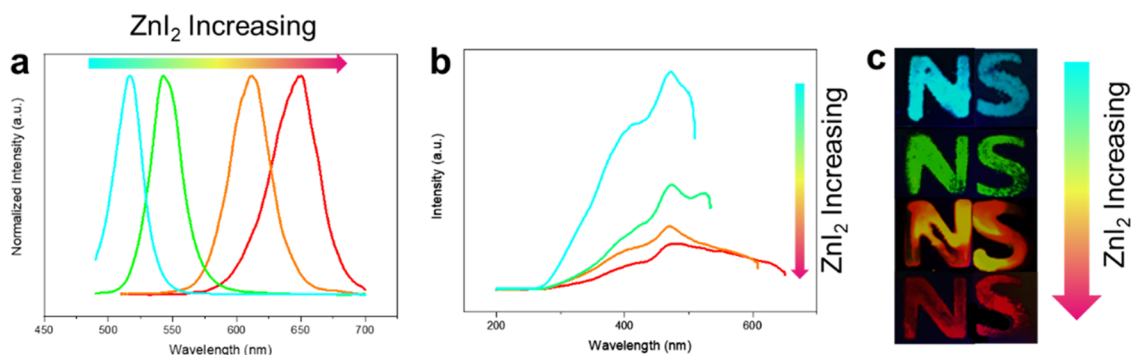 ZnI₂ Increasing
a
Normalized Intensity (a.u.)
450 500 550 600 650 700
Wavelength (nm)
b
Intensity (a.u.)
200 400 600
Wavelength (nm)
ZnI₂ Increasing
c
NS
NS
NS
NS
ZnI₂ Increasing